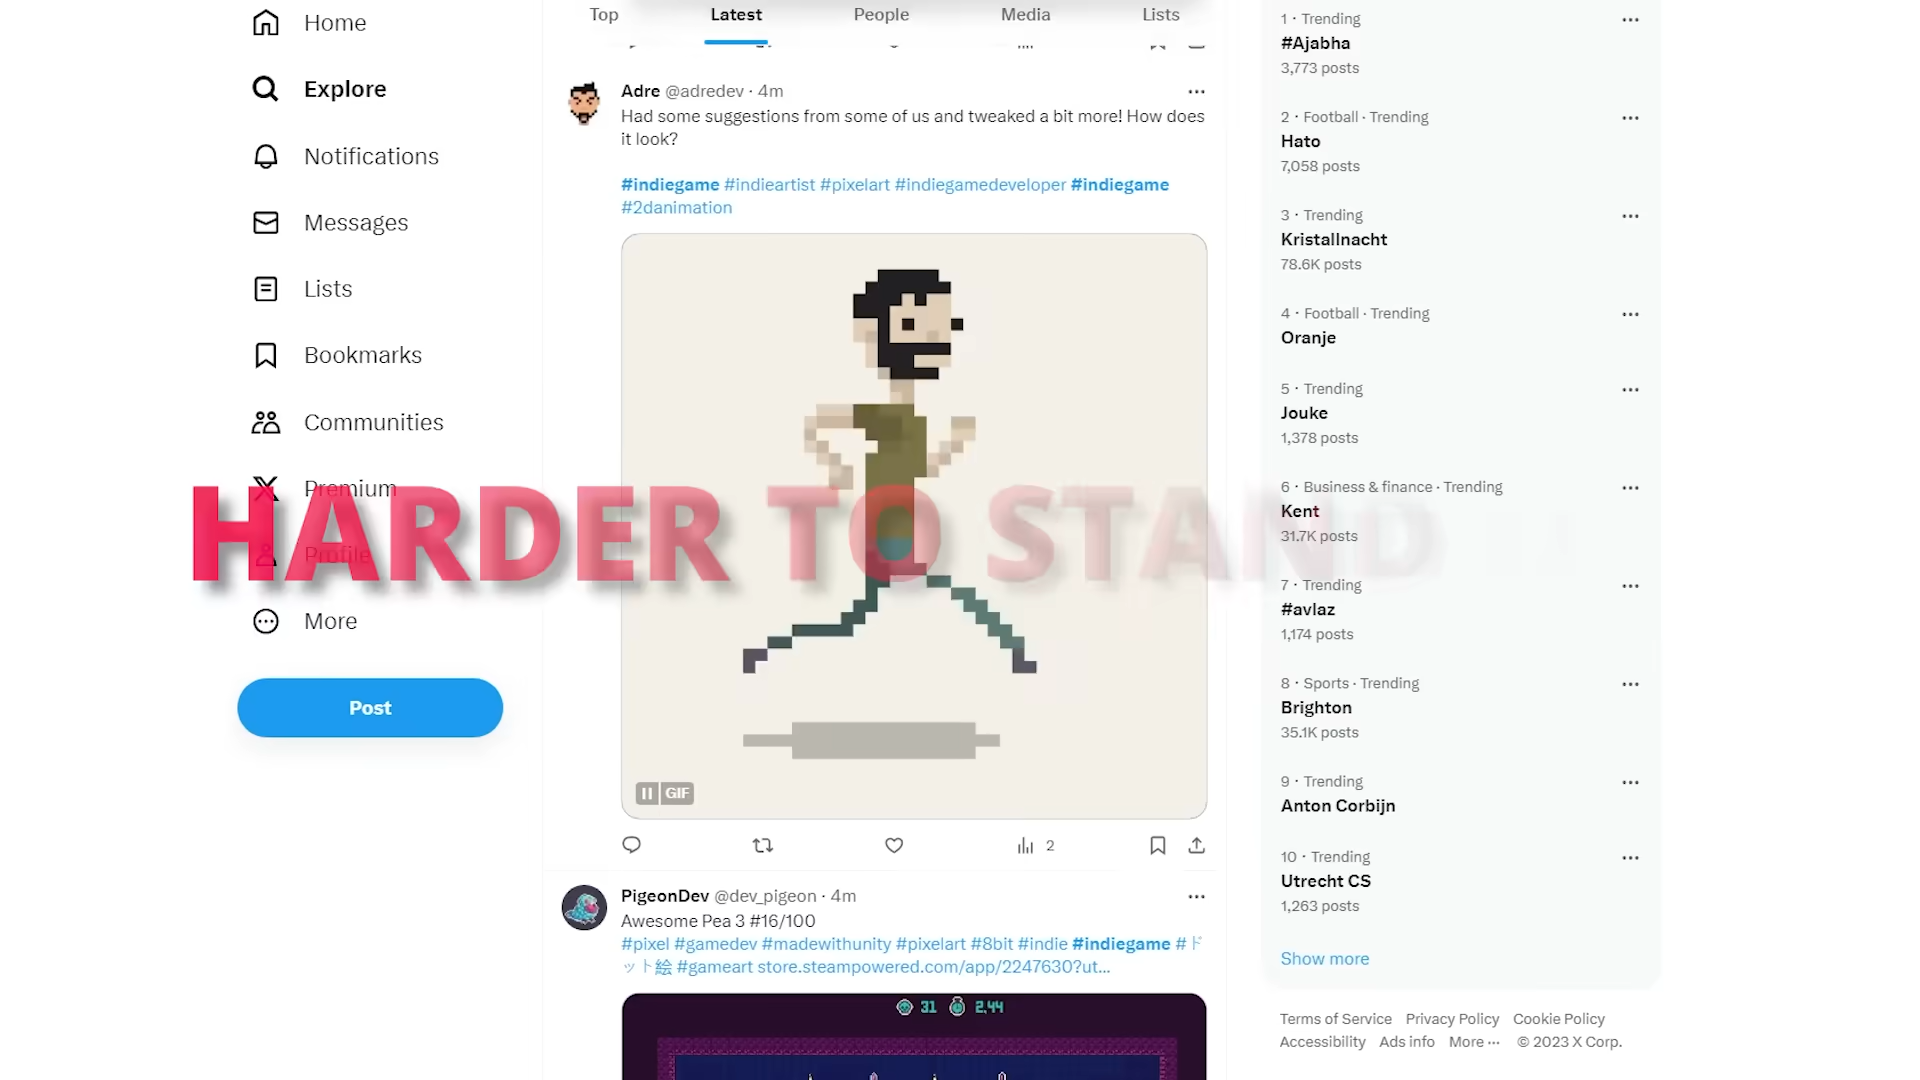 Home
Explore
Notifications
Messages
Lists
Bookmarks
Communities
Premium
Profile
More
Post
Top
Latest
People
Media
Lists
Adre @adredev · 4m
Had some suggestions from some of us and tweaked a bit more! How does
it look?
#indiegame #indieartist #pixelart #indiegamedeveloper #indiegame
#2danimation
GIF
2
PigeonDev @dev_pigeon · 4m
Awesome Pea 3 #16/100
#pixel #gamedev #madewithunity #pixelart #8bit #indie #indiegame #ド
ット絵 #gameart store.steampowered.com/app/2247630?ut...
31 2,44
HARDER TO STAND
1 · Trending
#Ajabha
3,773 posts
2 · Football · Trending
Hato
7,058 posts
3 · Trending
Kristallnacht
78.6K posts
4 · Football · Trending
Oranje
5 · Trending
Jouke
1,378 posts
6 · Business & finance · Trending
Kent
31.7K posts
7 · Trending
#avlaz
1,174 posts
8 · Sports · Trending
Brighton
35.1K posts
9 · Trending
Anton Corbijn
10 · Trending
Utrecht CS
1,263 posts
Show more
Terms of Service Privacy Policy Cookie Policy
Accessibility Ads info More ··· © 2023 X Corp.